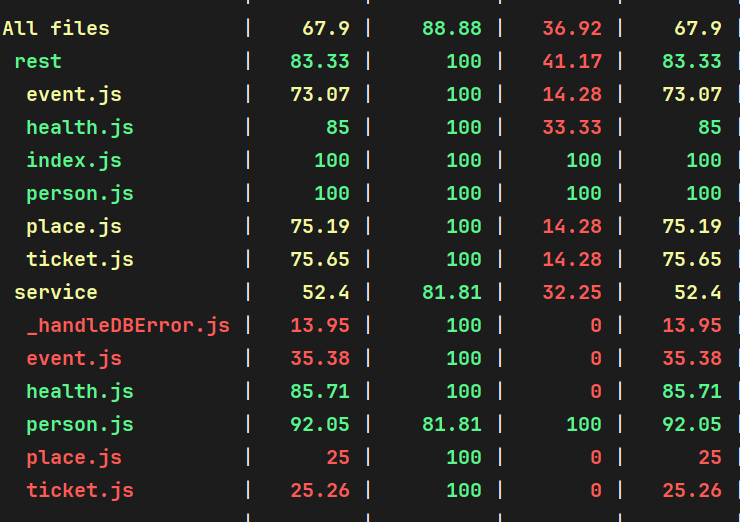 All files | 67.9 | 88.88 | 36.92 | 67.9 |
rest | 83.33 | 100 | 41.17 | 83.33 |
event.js | 73.07 | 100 | 14.28 | 73.07 |
health.js | 85 | 100 | 33.33 | 85 |
index.js | 100 | 100 | 100 | 100 |
person.js | 100 | 100 | 100 | 100 |
place.js | 75.19 | 100 | 14.28 | 75.19 |
ticket.js | 75.65 | 100 | 14.28 | 75.65 |
service | 52.4 | 81.81 | 32.25 | 52.4 |
_handleDBError.js | 13.95 | 100 | 0 | 13.95 |
event.js | 35.38 | 100 | 0 | 35.38 |
health.js | 85.71 | 100 | 0 | 85.71 |
person.js | 92.05 | 81.81 | 100 | 92.05 |
place.js | 25 | 100 | 0 | 25 |
ticket.js | 25.26 | 100 | 0 | 25.26 |